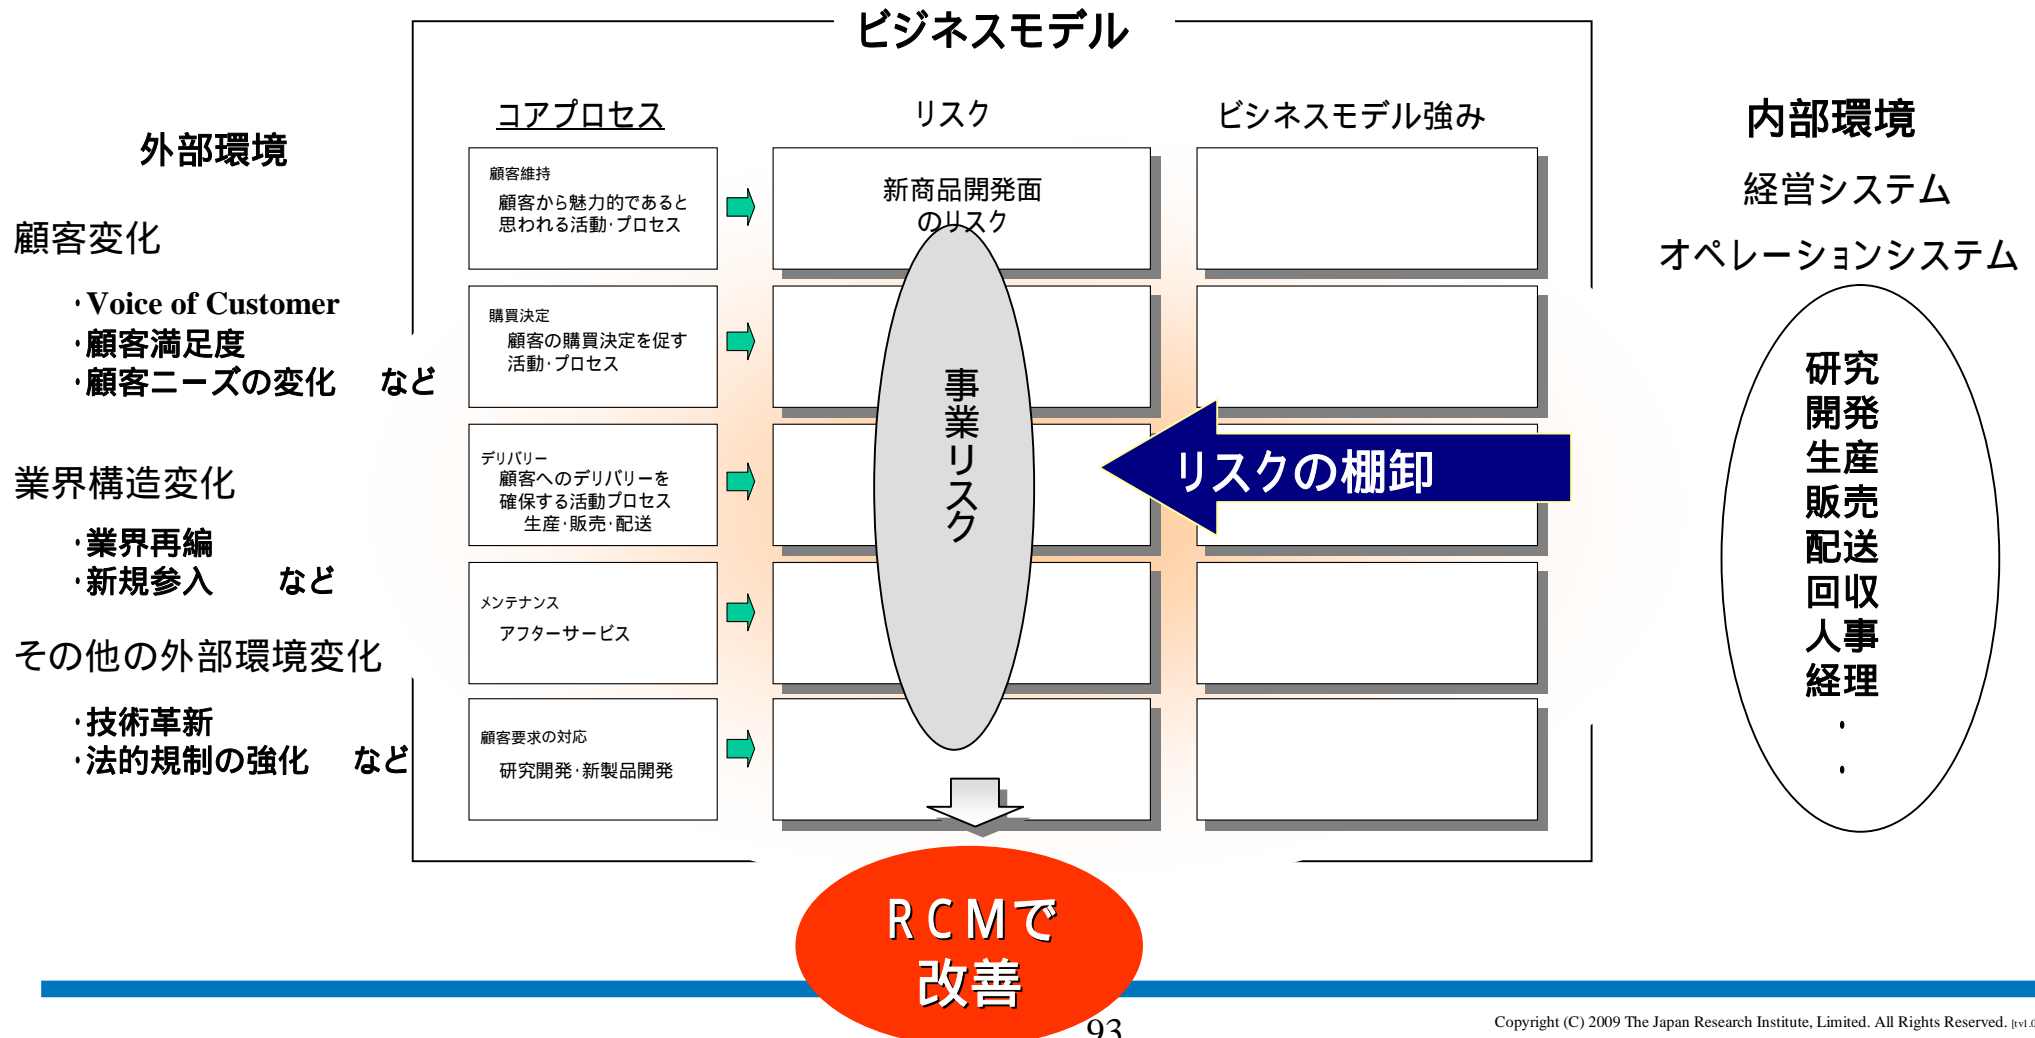 ビジネスモデル
外部環境
顧客変化
・Voice of Customer
・顧客満足度
・顧客ニーズの変化 など
業界構造変化
・業界再編
・新規参入 など
その他の外部環境変化
・技術革新
・法的規制の強化 など
コアプロセス
顧客維持
顧客から魅力的であると
思われる活動・プロセス
購買決定
顧客の購買決定を促す
活動・プロセス
デリバリー
顧客へのデリバリーを
確保する活動プロセス
生産・販売・配送
メンテナンス
アフターサービス
顧客要求の対応
研究開発・新製品開発
リスク
新商品開発面
のリスク
事業リスク
ビシネスモデル強み
リスクの棚卸
内部環境
経営システム
オペレーションシステム
研究
開発
生産
販売
配送
回収
人事
経理
・
・
ＲＣＭで
改善
93
Copyright (C) 2009 The Japan Research Institute, Limited. All Rights Reserved. [tv1.0